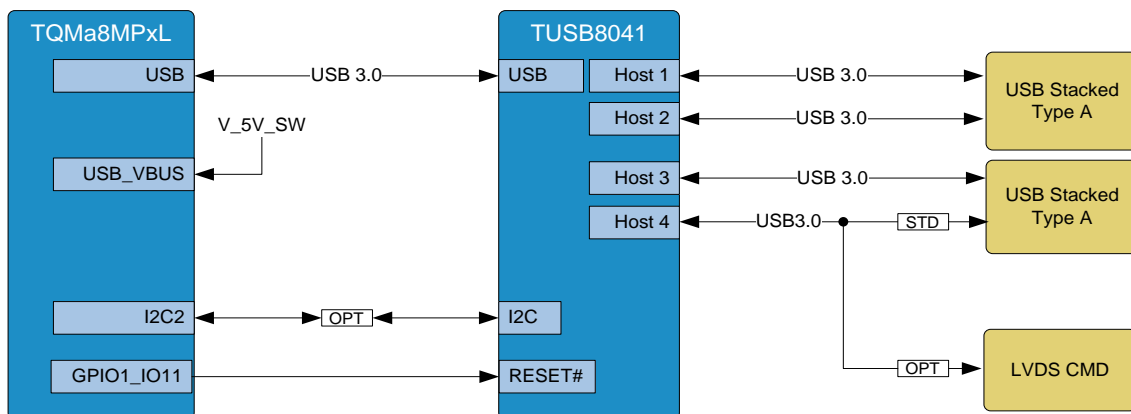 TQMa8MPxL
TUSB8041
USB
USB 3.0
USB
Host 1
USB 3.0
USB Stacked
Type A
Host 2
USB 3.0
V_5V_SW
USB_VBUS
Host 3
USB 3.0
USB Stacked
Type A
Host 4
USB3.0
STD
I2C2
OPT
I2C
GPIO1_IO11
RESET#
OPT
LVDS CMD